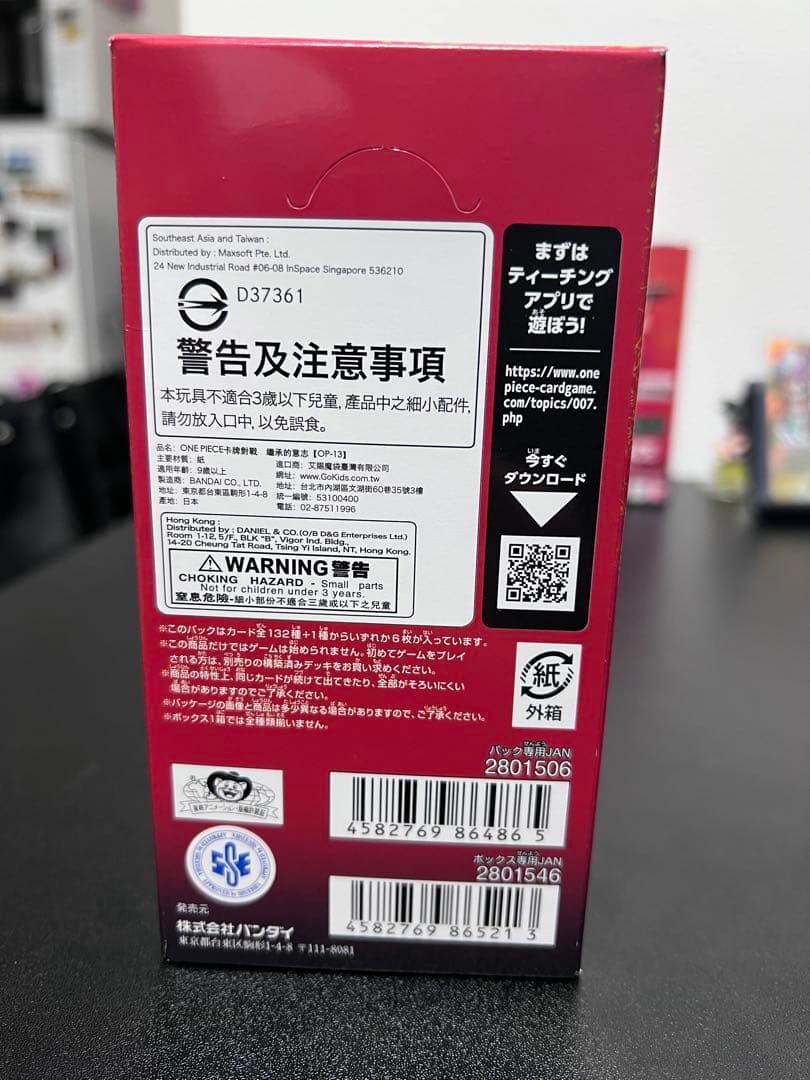 Southeast Asia and Taiwan :
Distributed by : Maxsoft Pte. Ltd.
24 New Industrial Road #06-08 InSpace Singapore 536210
D37361
警告及注意事項
本玩具不適合3歲以下兒童, 產品中之細小配件,
請勿放入口中, 以免誤食。
品名: ONE PIECE卡牌對戰 繼承的意志【OP-13】
主要材質: 紙
適用年齡: 9歲以上
製造商: BANDAI CO., LTD.
地址: 東京都台東區駒形1-4-8
產地: 日本
進口商: 艾賜魔袋臺灣有限公司
網址: www.GoKids.com.tw
地址: 台北市內湖區文湖街60巷35號3樓
統一編號: 53100400
電話: 02-87511996
Hong Kong :
Distributed by : DANIEL & CO.(O/B D&G Enterprises Ltd.)
Room 1-12, 5/F., BLK "B", Vigor Ind. Bldg.,
14-20 Cheung Tat Road, Tsing Yi Island, NT, Hong Kong.
WARNING 警告
CHOKING HAZARD - Small parts
Not for children under 3 years.
窒息危險-細小部份不適合三歲或以下之兒童
まずは
ティーチング
アプリで
遊ぼう!
https://www.one
piece-cardgame.
com/topics/007.
php
今すぐ
ダウンロード
※このパックはカード全132種+1種からいずれか6枚が入っています。
※この商品だけではゲームは始められません。初めてゲームをプレイ
される方は、別売りの構築済みデッキをお買い求めください。
※商品の特性上、同じカードが続けて出てきたり、全部がそろいにくい
場合がありますのでご了承ください。
※パッケージの画像と商品は多少異なる場合がありますので、ご了承ください。
※ボックス1箱では全種類揃いません。
紙
外箱
パック専用JAN
2801506
4582769 86486 5
ボックス専用JAN
2801546
4582769 86521 3
東映アニメーション・版権許諾証
発売元
株式会社バンダイ
東京都台東区駒形1-4-8 〒111-8081